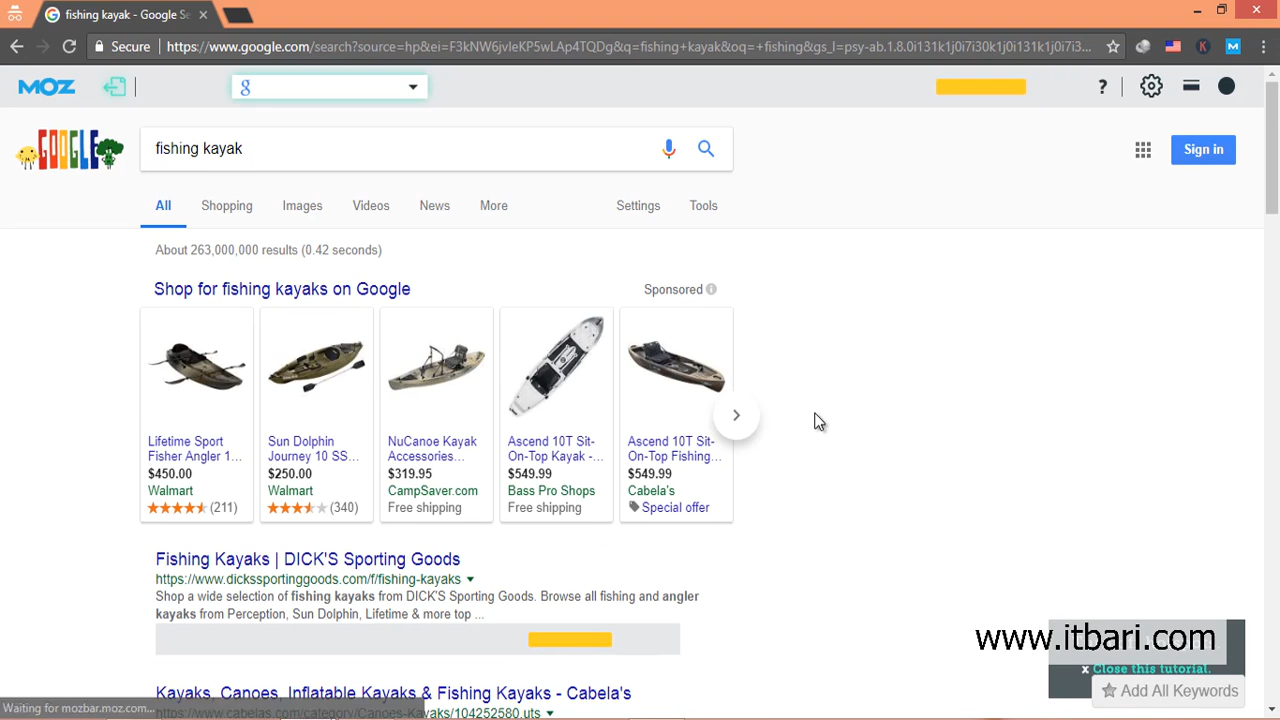 fishing kayak - Google Se
Secure
https://www.google.com/search?source=hp&ei=F3kNW6jvIeKP5wLAp4TQDg&q=fishing+kayak&oq=+fishing&gs_l=psy-ab.1.8.0i131k1j0i7i30k1j0i131k1j0i7i3...
K
M
MOZ
g
?
GOOGLE
fishing kayak
Sign in
All
Shopping
Images
Videos
News
More
Settings
Tools
About 263,000,000 results (0.42 seconds)
Shop for fishing kayaks on Google
Sponsored
Lifetime Sport
Fisher Angler 1...
$450.00
Walmart
(211)
Sun Dolphin
Journey 10 SS...
$250.00
Walmart
(340)
NuCanoe Kayak
Accessories...
$319.95
CampSaver.com
Free shipping
Ascend 10T Sit-
On-Top Kayak -...
$549.99
Bass Pro Shops
Free shipping
Ascend 10T Sit-
On-Top Fishing...
$549.99
Cabela's
Special offer
Fishing Kayaks | DICK'S Sporting Goods
https://www.dickssportinggoods.com/f/fishing-kayaks
Shop a wide selection of fishing kayaks from DICK'S Sporting Goods. Browse all fishing and angler
kayaks from Perception, Sun Dolphin, Lifetime & more top ...
www.itbari.com
x Close this tutorial.
Add All Keywords
Kayaks, Canoes, Inflatable Kayaks & Fishing Kayaks - Cabela's
https://www.cabelas.com/category/Canoes-Kayaks/104252580.uts
Waiting for mozbar.moz.com...